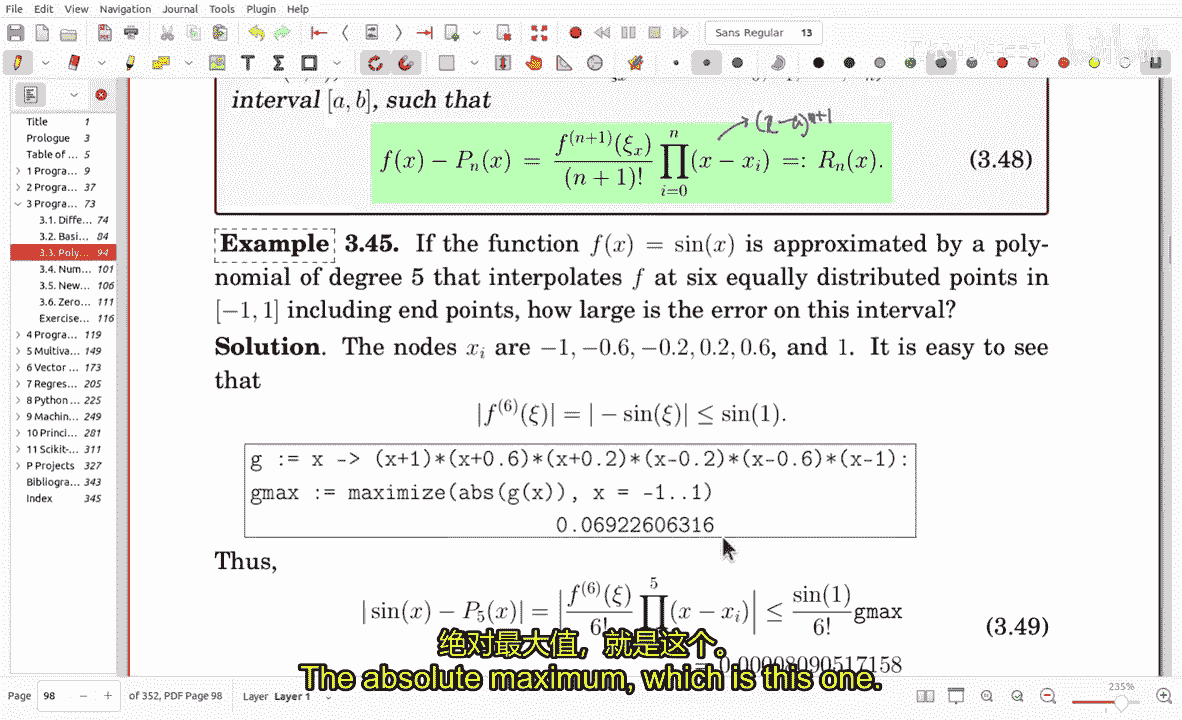 File Edit View Navigation Journal Tools Plugin Help
Sans Regular 13
Title 1
Prologue 3
Table of ... 5
1 Progra... 9
2 Progra... 37
3 Progra... 73
3.1. Diffe... 74
3.2. Basi... 84
3.3. Poly... 94
3.4. Num... 101
3.5. New... 106
3.6. Zero... 111
Exercise... 116
4 Progra... 119
5 Multiva... 149
6 Vector ... 173
7 Regres... 205
8 Python ... 225
9 Machin... 249
10 Princi... 281
11 Scikit-... 311
P Projects 327
Bibliogra... 343
Index 345
interval [a, b], such that
f(x) − P_n(x) = f^{(n+1)}(ξ_x)/(n + 1)! ∏_{i=0}^{n} (x − x_i) =: R_n(x). (3.48)
Example 3.45. If the function f(x) = sin(x) is approximated by a poly-
nomial of degree 5 that interpolates f at six equally distributed points in
[−1, 1] including end points, how large is the error on this interval?
Solution. The nodes x_i are −1, −0.6, −0.2, 0.2, 0.6, and 1. It is easy to see
that
|f^{(6)}(ξ)| = | − sin(ξ)| ≤ sin(1).
g := x -> (x+1)*(x+0.6)*(x+0.2)*(x-0.2)*(x-0.6)*(x-1):
gmax := maximize(abs(g(x)), x = -1..1)
0.06922606316
Thus,
|sin(x) − P_5(x)| = |f^{(6)}(ξ)/6! ∏^{5} (x − x_i)| ≤ sin(1)/6! gmax (3.49)
0.00008090517158
绝对最大值，就是这个。
The absolute maximum, which is this one.
Page 98 of 352, PDF Page 98 Layer Layer 1 235%